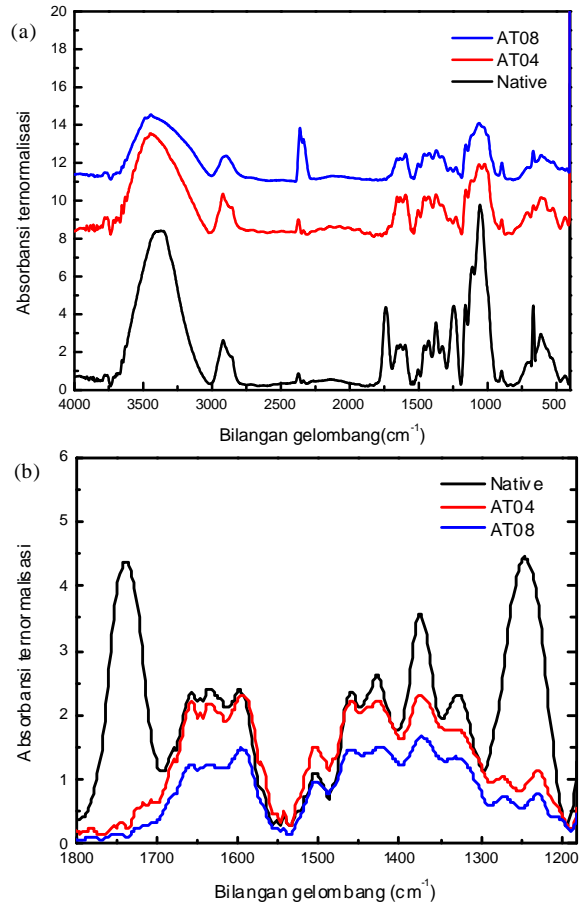 (a)
20
18
16
14
12
10
8
6
4
2
0
Absorbansi ternormalisasi
AT08
AT04
Native
4000 3500 3000 2500 2000 1500 1000 500
Bilangan gelombang(cm-1)
(b)
6
5
4
3
2
1
0
Absorbansi ternormalisasi
Native
AT04
AT08
1800 1700 1600 1500 1400 1300 1200
Bilangan gelombang (cm-1)